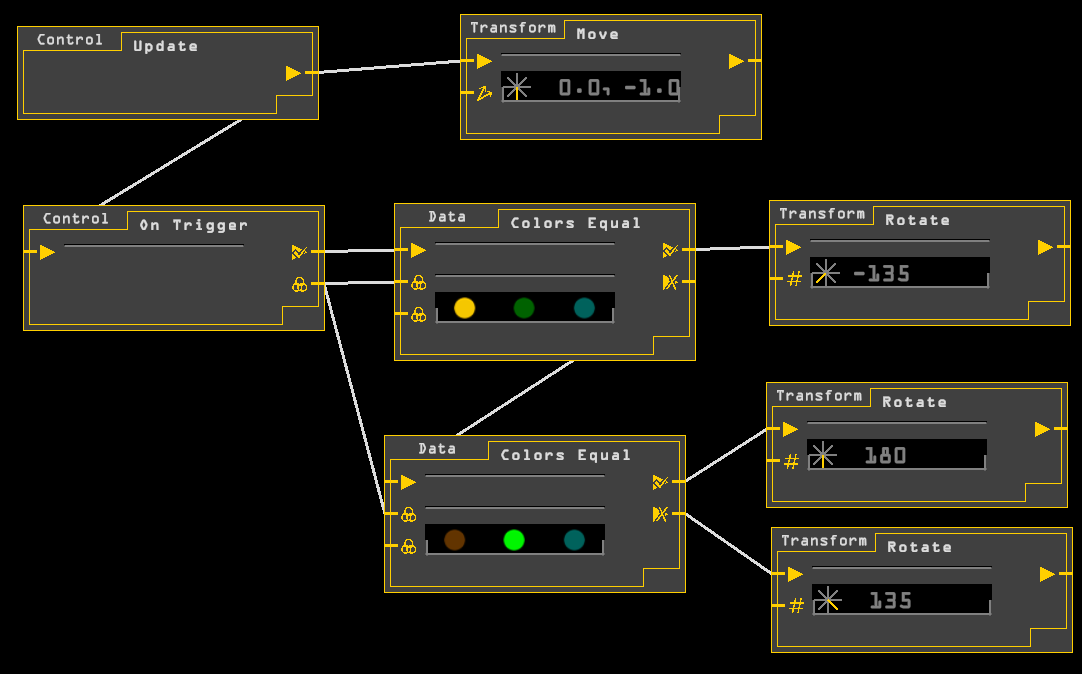 Control Update
Transform Move
0.0, -1.0
Control On Trigger
Data Colors Equal
Transform Rotate
# -135
Data Colors Equal
Transform Rotate
# 180
Transform Rotate
# 135